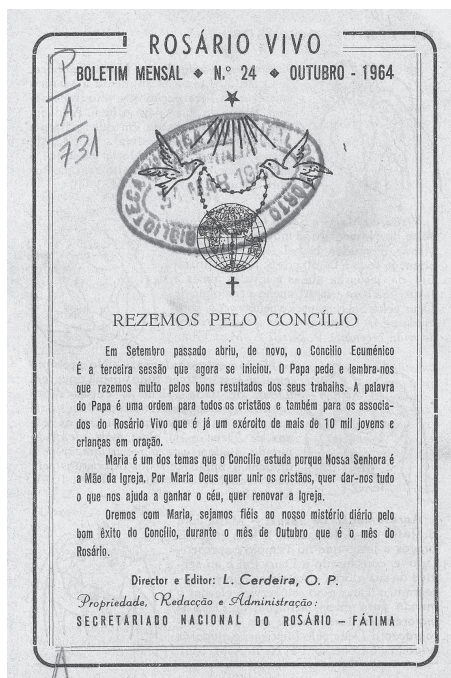 ROSÁRIO VIVO
BOLETIM MENSAL ◆ N.º 24 ◆ OUTUBRO - 1964
P
A
731
BIBLIOTECA PORTO
REZEMOS PELO CONCÍLIO
Em Setembro passado abriu, de novo, o Concílio Ecuménico
É a terceira sessão que agora se iniciou. O Papa pede e lembra-nos
que rezemos muito pelos bons resultados dos seus trabalhs. A palavra
do Papa é uma ordem para todos os cristãos e também para os associa-
dos do Rosário Vivo que é já um exército de mais de 10 mil jovens e
crianças em oração.
Maria é um dos temas que o Concílio estuda porque Nossa Senhora é
a Mãe da Igreja. Por Maria Deus quer unir os cristãos, quer dar-nos tudo
o que nos ajuda a ganhar o céu, quer renovar a Igreja.
Oremos com Maria, sejamos fiéis ao nosso mistério diário pelo
bom êxito do Concílio, durante o mês de Outubro que é o mês do
Rosário.
Director e Editor: L. Cerdeira, O. P.
Propriedade, Redacção e Administração:
SECRETARIADO NACIONAL DO ROSÁRIO – FÁTIMA